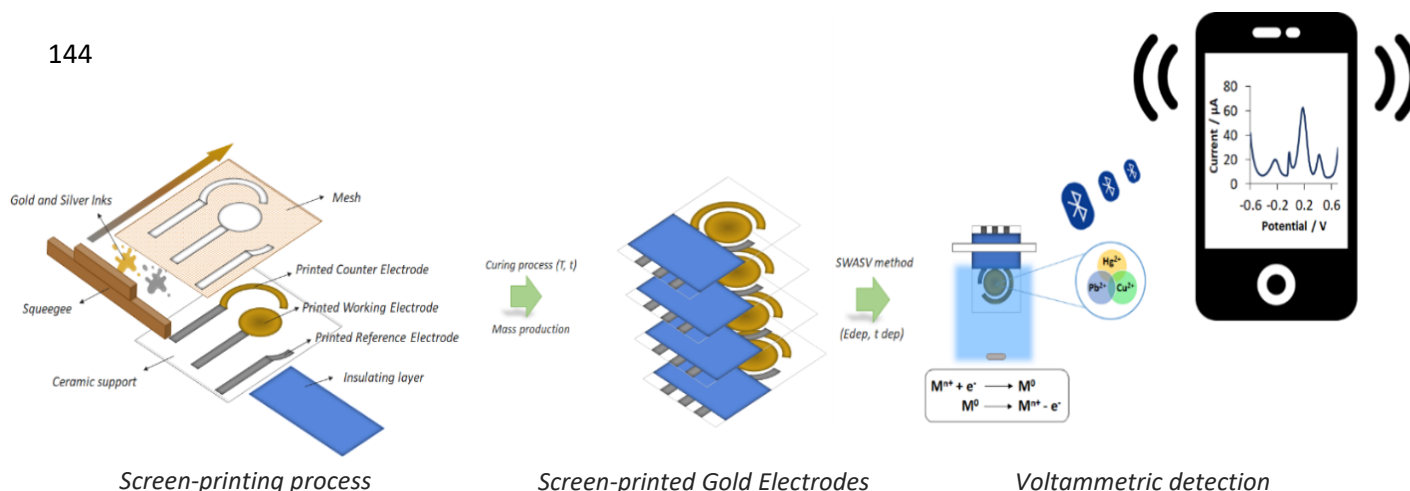 144
Gold and Silver Inks
Mesh
Printed Counter Electrode
Squeegee
Printed Working Electrode
Printed Reference Electrode
Ceramic support
Insulating layer
Screen-printing process
Curing process (T, t)
Mass production
Screen-printed Gold Electrodes
SWASV method
(Edep, t dep)
Hg²⁺
Pb²⁺ Cu²⁺
Mⁿ⁺ + e⁻ ⟶ M⁰
M⁰ ⟶ Mⁿ⁺ - e⁻
Voltammetric detection
Current / µA
80
60
40
20
0
-0.6 -0.2 0.2 0.6
Potential / V